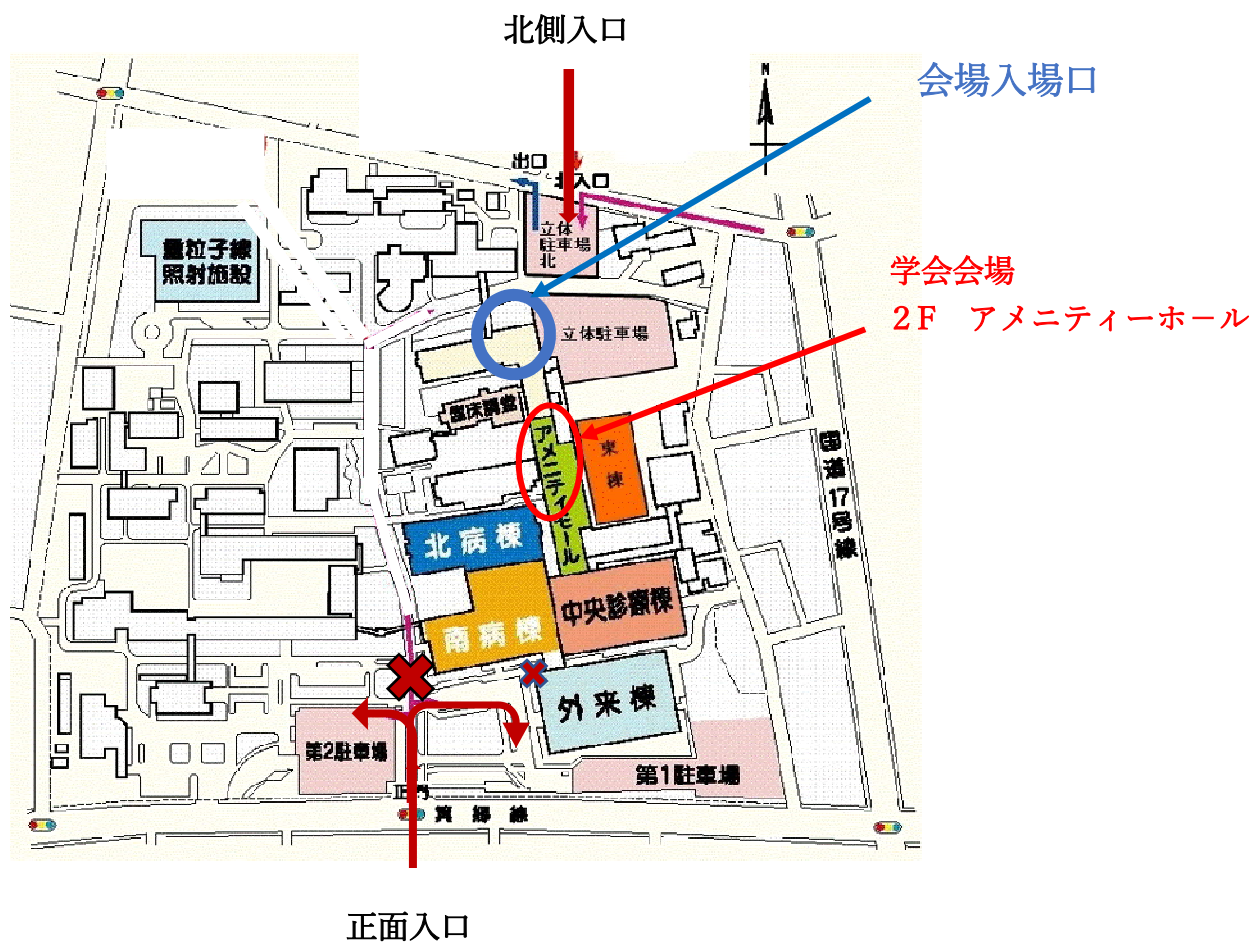 北側入口
会場入場口
N
出口
北入口
立体
駐車場
北
重粒子線
照射施設
学会会場
２F　アメニティーホール
立体駐車場
臨床講堂
アメニティモール
東
棟
国道17号線
北病棟
中央診療棟
南病棟
外来棟
第2駐車場
第1駐車場
正門
正面入口